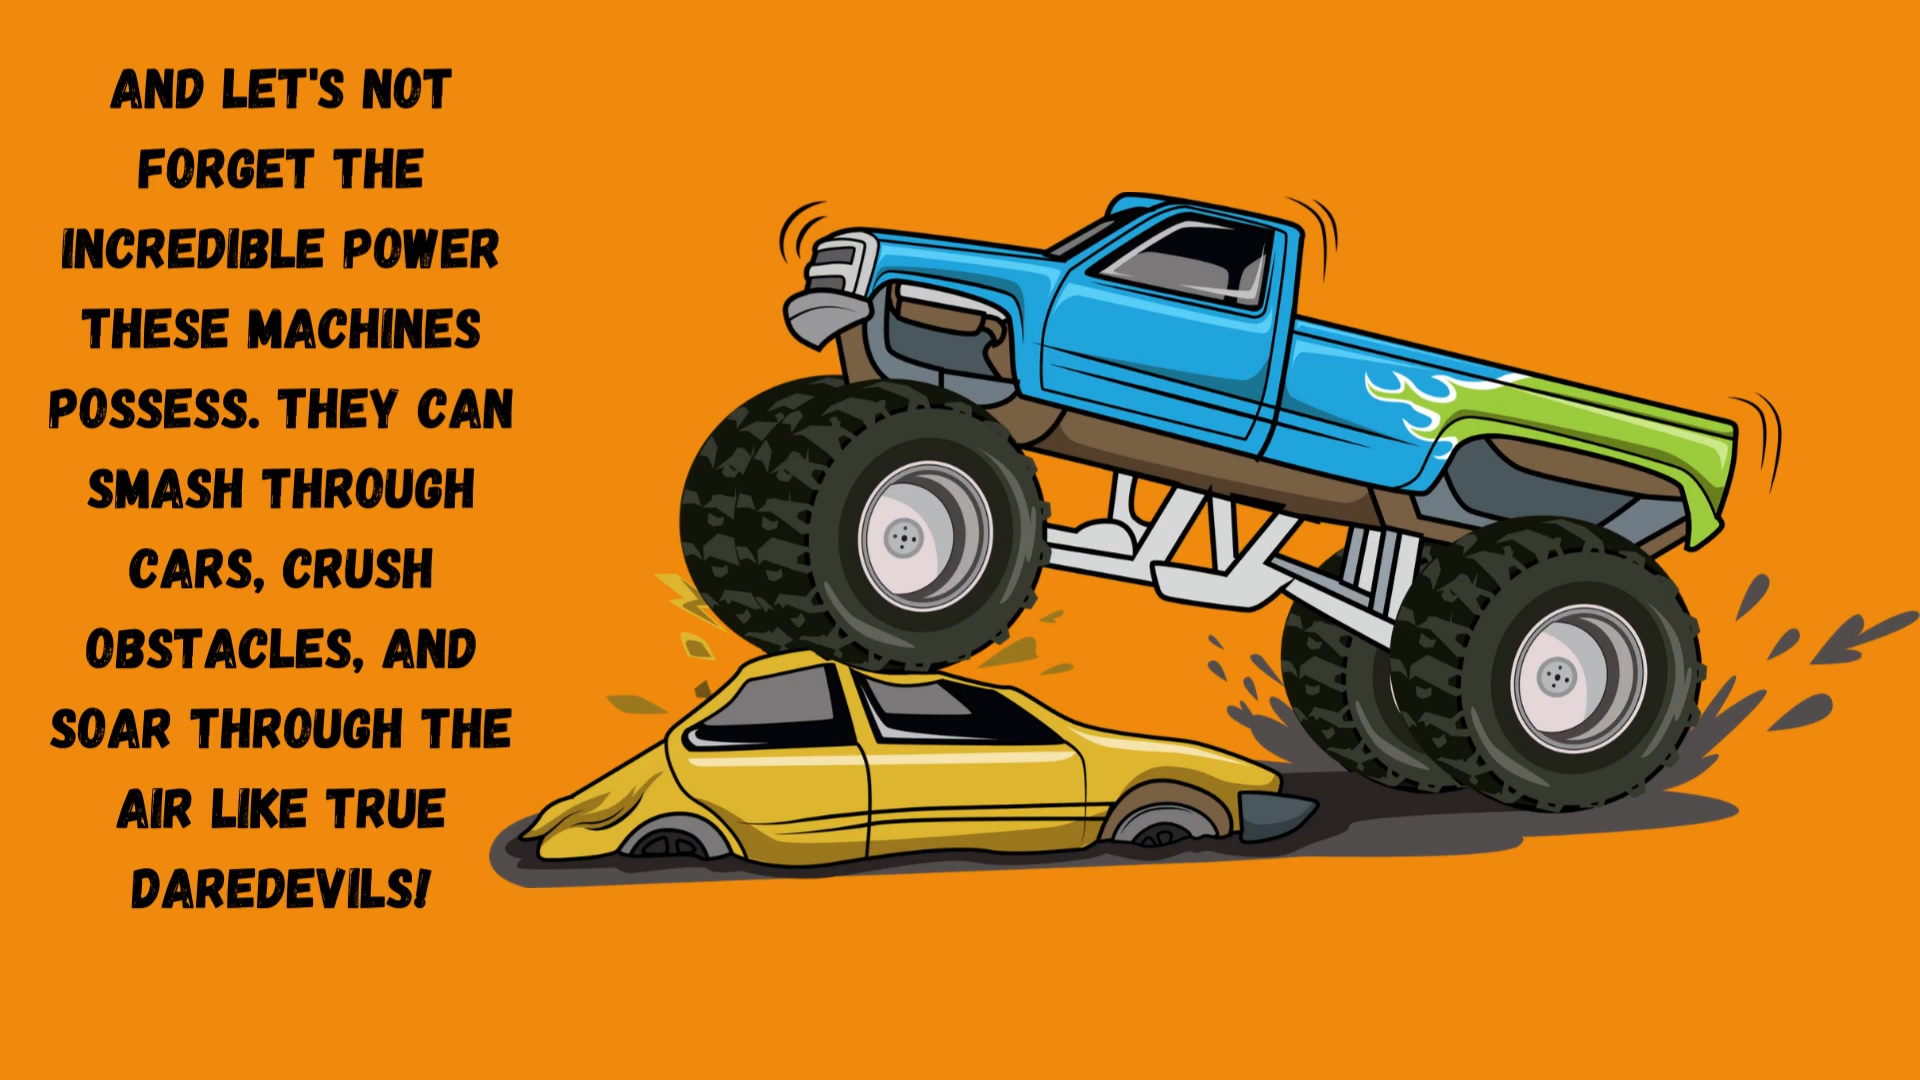 AND LET'S NOT
FORGET THE
INCREDIBLE POWER
THESE MACHINES
POSSESS. THEY CAN
SMASH THROUGH
CARS, CRUSH
OBSTACLES, AND
SOAR THROUGH THE
AIR LIKE TRUE
DAREDEVILS!